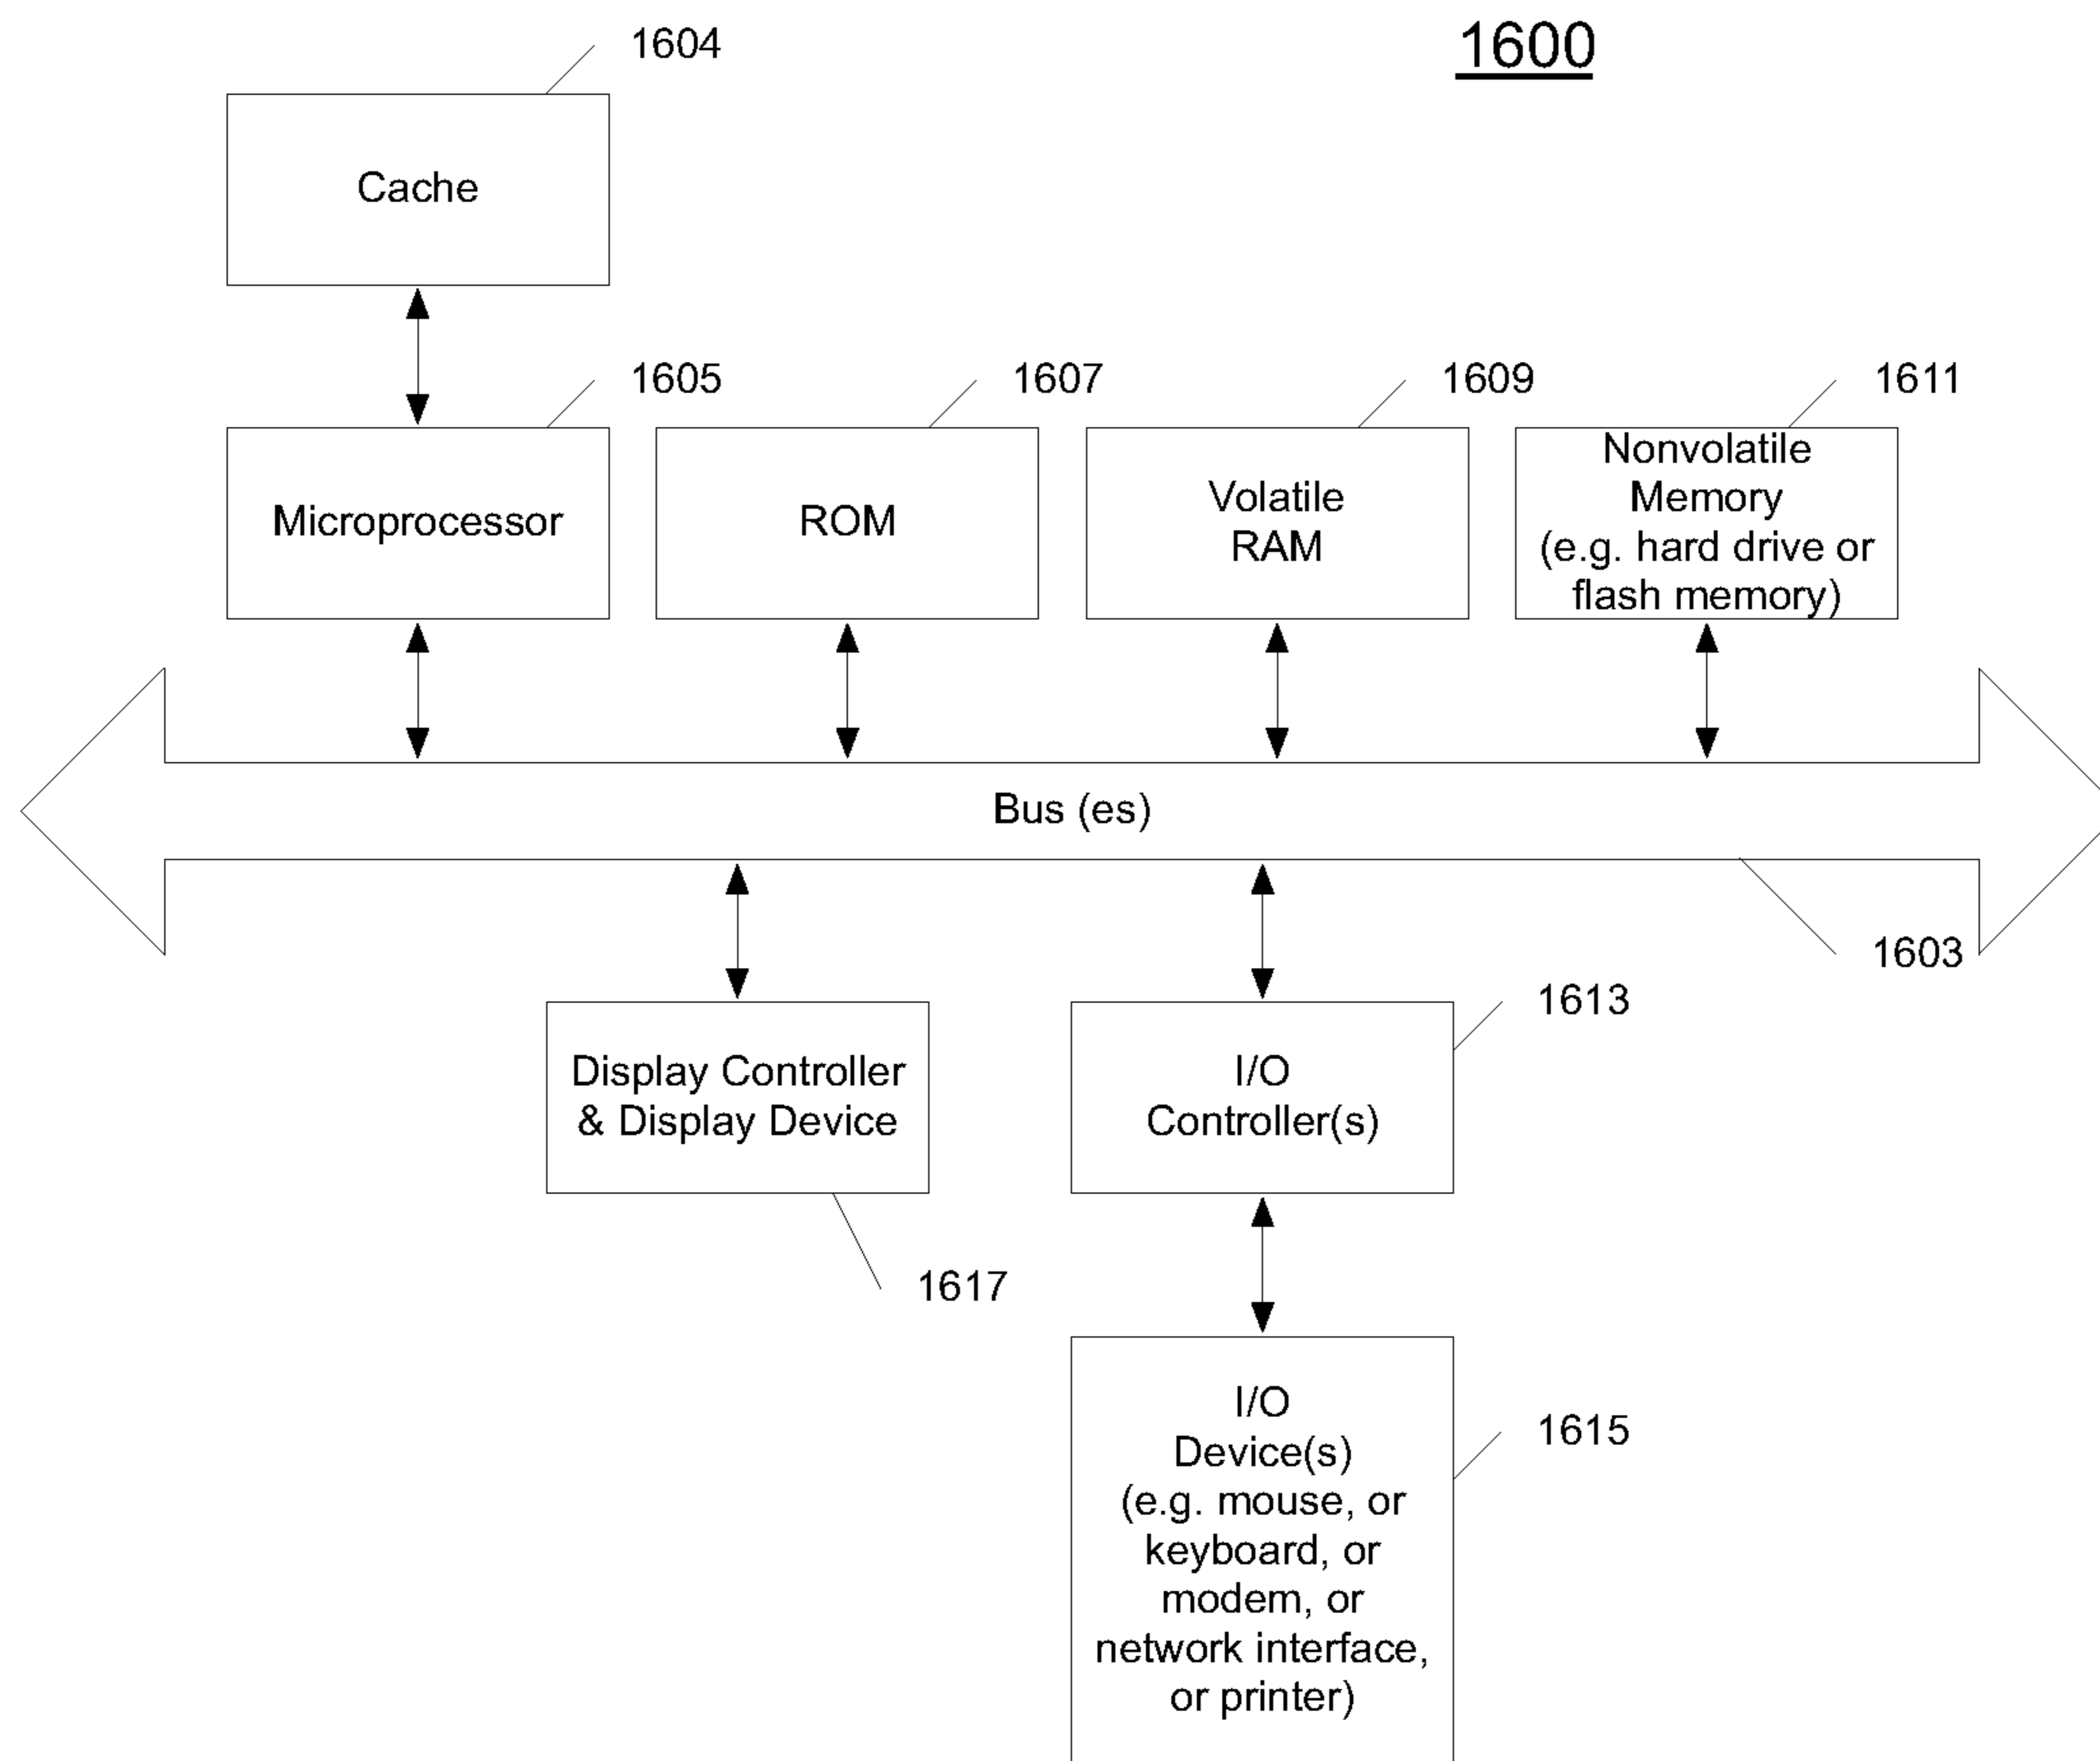 1600
1604
Cache
1605
1607
1609
1611
Microprocessor
ROM
Volatile
RAM
Nonvolatile
Memory
(e.g. hard drive or
flash memory)
Bus (es)
1603
Display Controller
& Display Device
1617
I/O
Controller(s)
1613
I/O
Device(s)
(e.g. mouse, or
keyboard, or
modem, or
network interface,
or printer)
1615